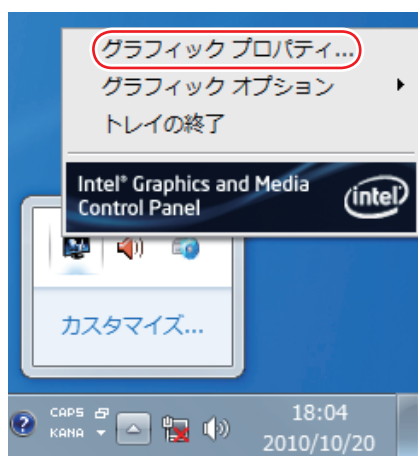 グラフィック プロパティ...
グラフィック オプション
トレイの終了
Intel® Graphics and Media
Control Panel
intel
カスタマイズ...
?
CAPS
KANA
18:04
2010/10/20